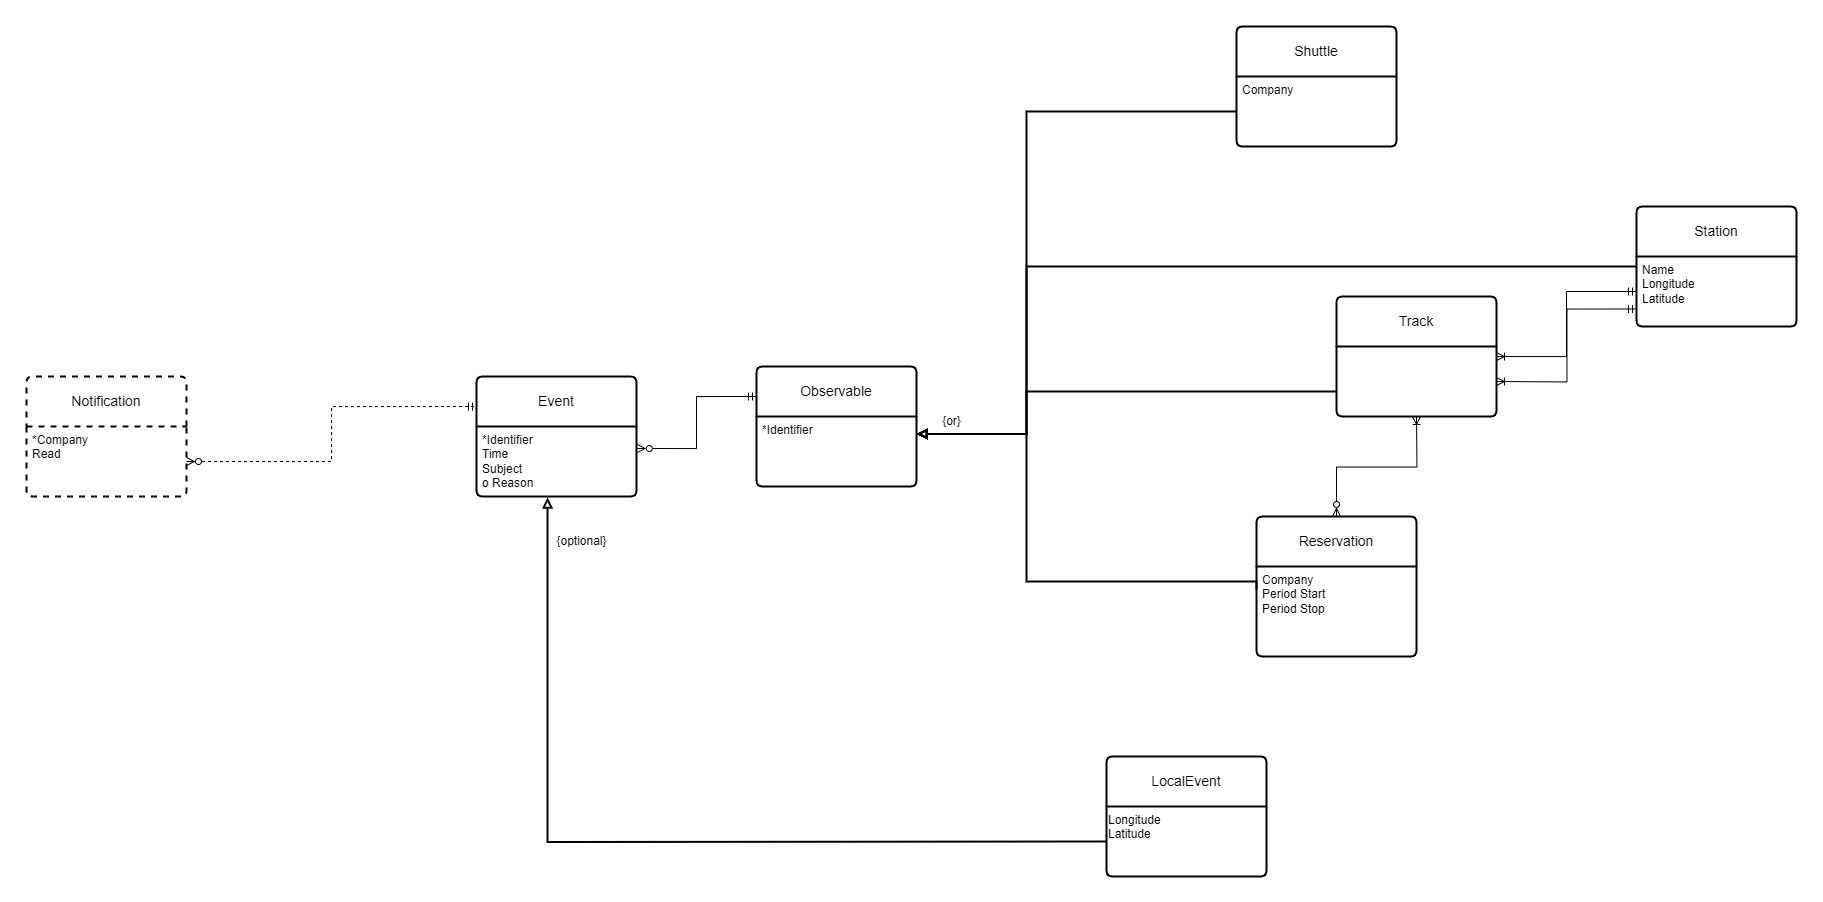 Shuttle
Company
Station
Name
Longitude
Latitude
Track
Notification
*Company
Read
Event
*Identifier
Time
Subject
o Reason
Observable
*Identifier
{or}
Reservation
Company
Period Start
Period Stop
{optional}
LocalEvent
Longitude
Latitude